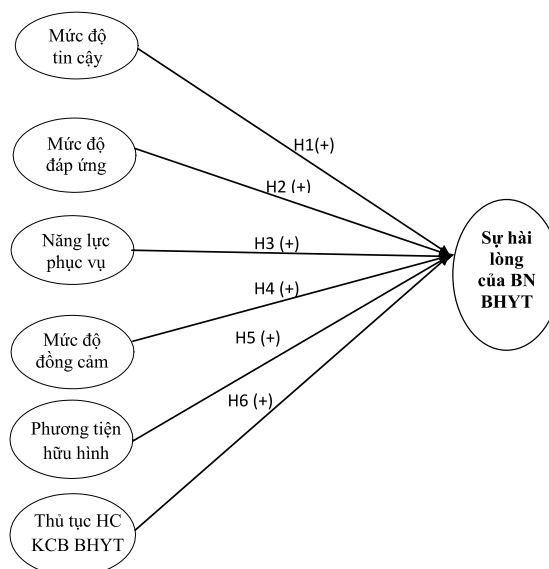 Mức độ
tin cậy
H1(+)
Mức độ
đáp ứng
H2 (+)
Năng lực
phục vụ
H3 (+)
Sự hài
lòng
của BN
BHYT
Mức độ
đồng cảm
H4 (+)
Phương tiện
hữu hình
H5 (+)
Thủ tục HC
KCB BHYT
H6 (+)